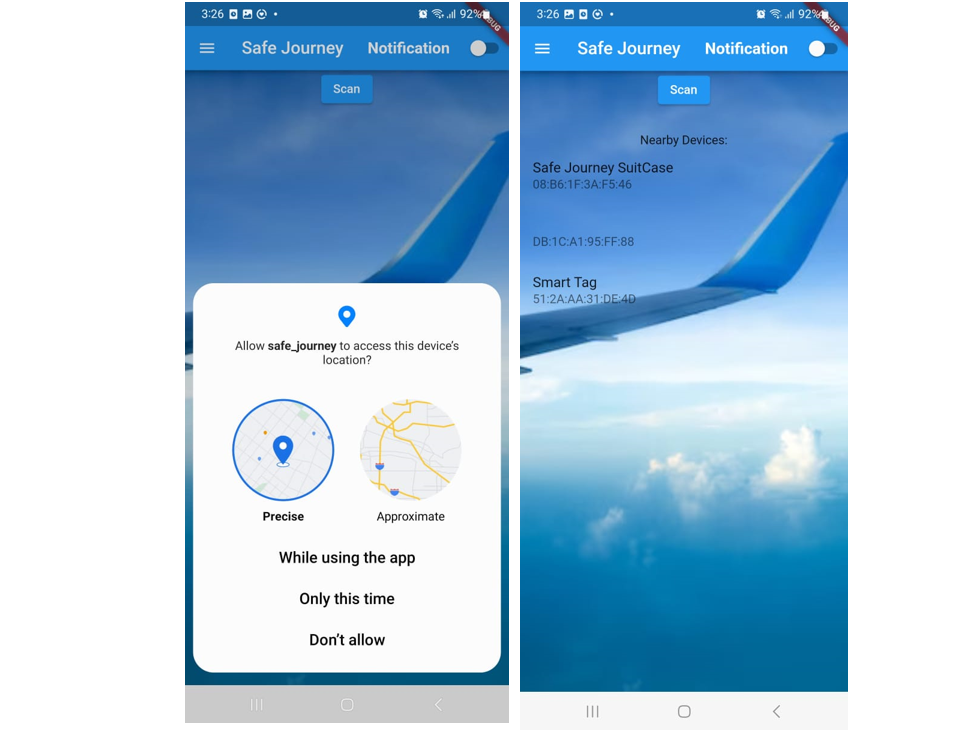 3:26
92%
DEBUG
Safe Journey
Notification
Scan
Allow safe_journey to access this device's
location?
Precise
Approximate
While using the app
Only this time
Don't allow
3:26
92%
DEBUG
Safe Journey
Notification
Scan
Nearby Devices:
Safe Journey SuitCase
08:B6:1F:3A:F5:46
DB:1C:A1:95:FF:88
Smart Tag
51:2A:AA:31:DE:4D